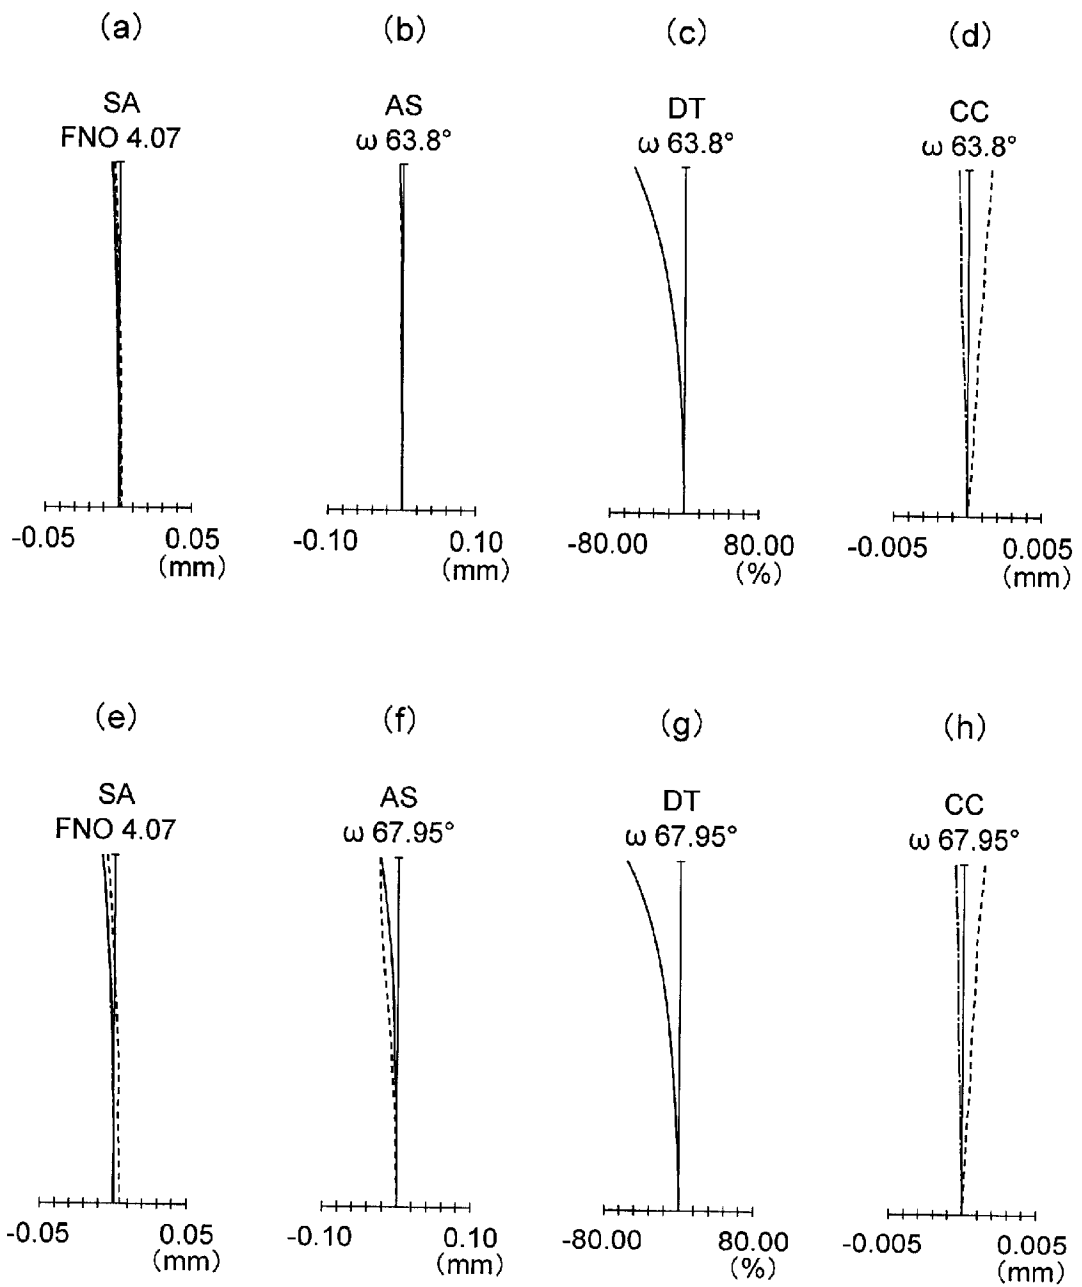 (a)
(b)
(c)
(d)
SA
FNO 4.07
AS
ω 63.8°
DT
ω 63.8°
CC
ω 63.8°
-0.05 0.05
(mm)
-0.10 0.10
(mm)
-80.00 80.00
(%)
-0.005 0.005
(mm)
(e)
(f)
(g)
(h)
SA
FNO 4.07
AS
ω 67.95°
DT
ω 67.95°
CC
ω 67.95°
-0.05 0.05
(mm)
-0.10 0.10
(mm)
-80.00 80.00
(%)
-0.005 0.005
(mm)